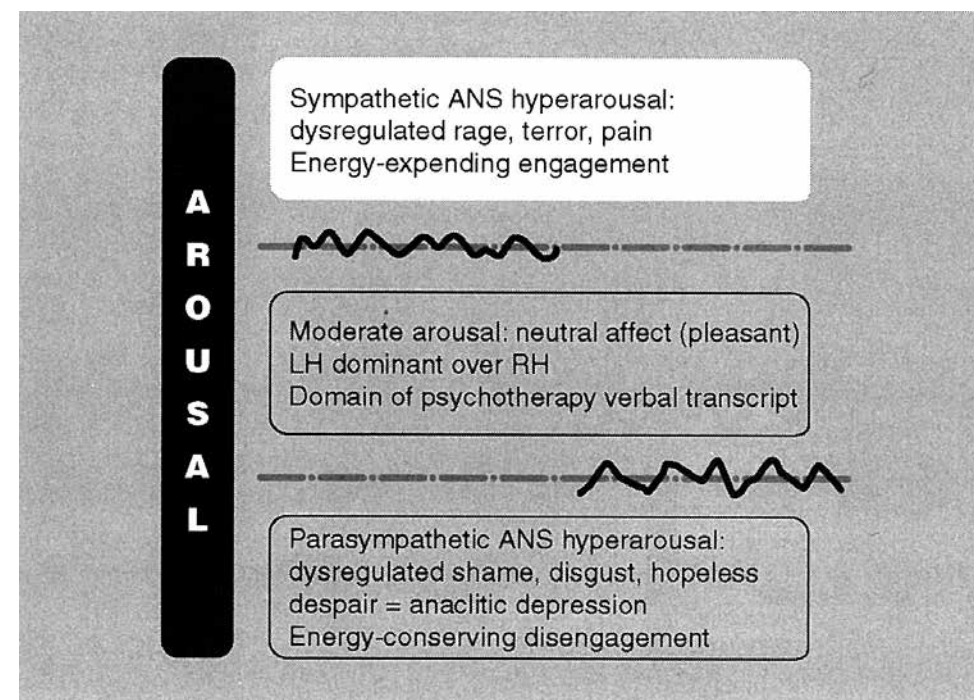 AROUSAL
Sympathetic ANS hyperarousal:
dysregulated rage, terror, pain
Energy-expending engagement
Moderate arousal: neutral affect (pleasant)
LH dominant over RH
Domain of psychotherapy verbal transcript
Parasympathetic ANS hyperarousal:
dysregulated shame, disgust, hopeless
despair = anaclitic depression
Energy-conserving disengagement